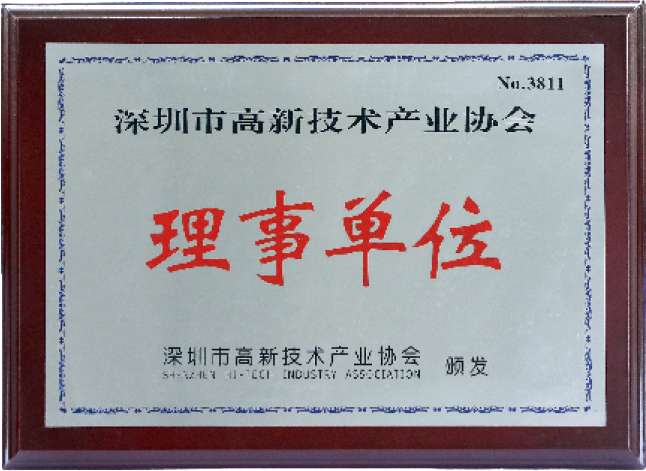 No.3811
深圳市高新技术产业协会
理事单位
深圳市高新技术产业协会 颁发
SHENZHEN HI-TECH INDUSTRY ASSOCIATION